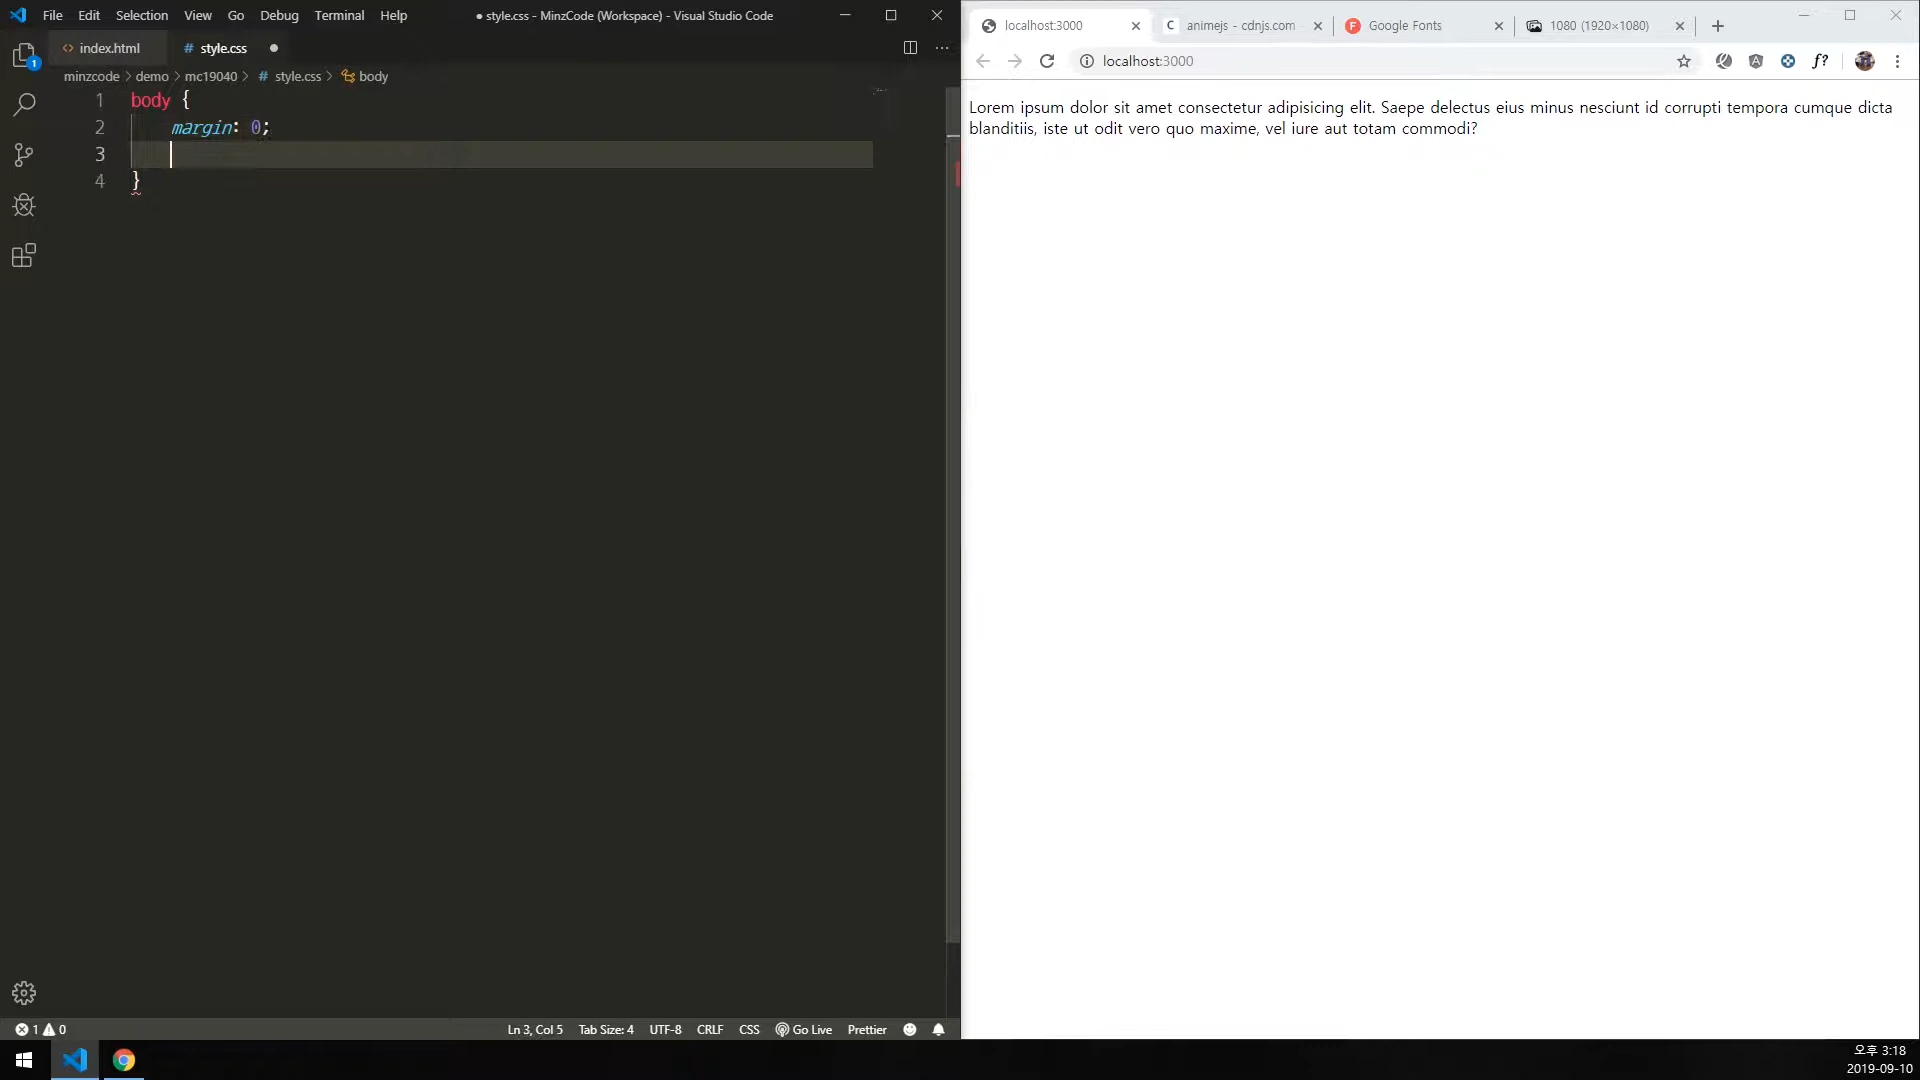 File Edit Selection View Go Debug Terminal Help
● style.css - MinzCode (Workspace) - Visual Studio Code
index.html
# style.css ●
minzcode > demo > mc19040 > # style.css > body
1 body {
2 margin: 0;
3
4 }
1
1 0
Ln 3, Col 5 Tab Size: 4 UTF-8 CRLF CSS Go Live Prettier
localhost:3000
C animejs - cdnjs.com
F Google Fonts
1080 (1920×1080)
localhost:3000
f?
Lorem ipsum dolor sit amet consectetur adipisicing elit. Saepe delectus eius minus nesciunt id corrupti tempora cumque dicta
blanditiis, iste ut odit vero quo maxime, vel iure aut totam commodi?
오후 3:18
2019-09-10